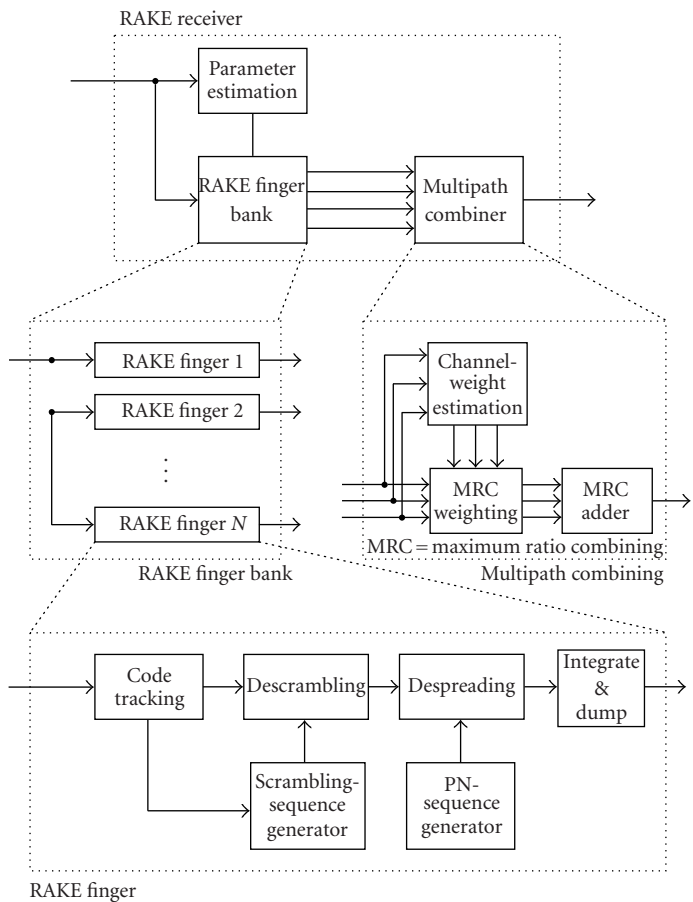 RAKE receiver
Parameter
estimation
RAKE finger
bank
Multipath
combiner
RAKE finger 1
RAKE finger 2
⋮
RAKE finger N
RAKE finger bank
Channel-
weight
estimation
MRC
weighting
MRC
adder
MRC = maximum ratio combining
Multipath combining
Code
tracking
Descrambling
Despreading
Integrate
&
dump
Scrambling-
sequence
generator
PN-
sequence
generator
RAKE finger